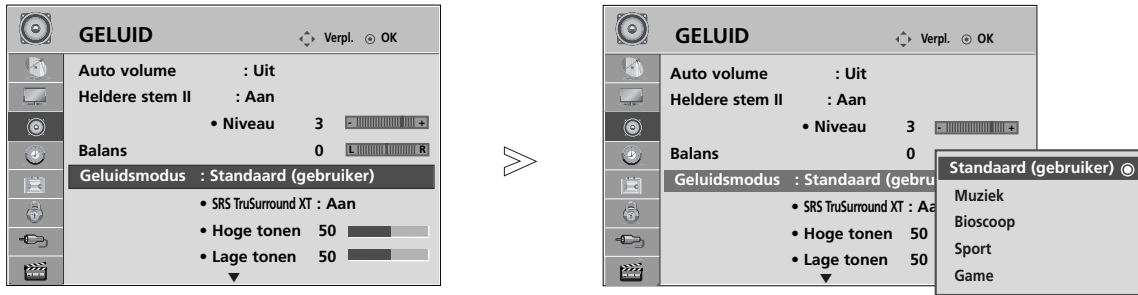 GELUID Verpl. OK
Auto volume : Uit
Heldere stem II : Aan
• Niveau 3 - +
Balans 0 L R
Geluidsmodus : Standaard (gebruiker)
• SRS TruSurround XT : Aan
• Hoge tonen 50
• Lage tonen 50
GELUID Verpl. OK
Auto volume : Uit
Heldere stem II : Aan
• Niveau 3 - +
Balans 0
Geluidsmodus : Standaard (gebru
• SRS TruSurround XT : Aa
• Hoge tonen 50
• Lage tonen 50
Standaard (gebruiker)
Muziek
Bioscoop
Sport
Game